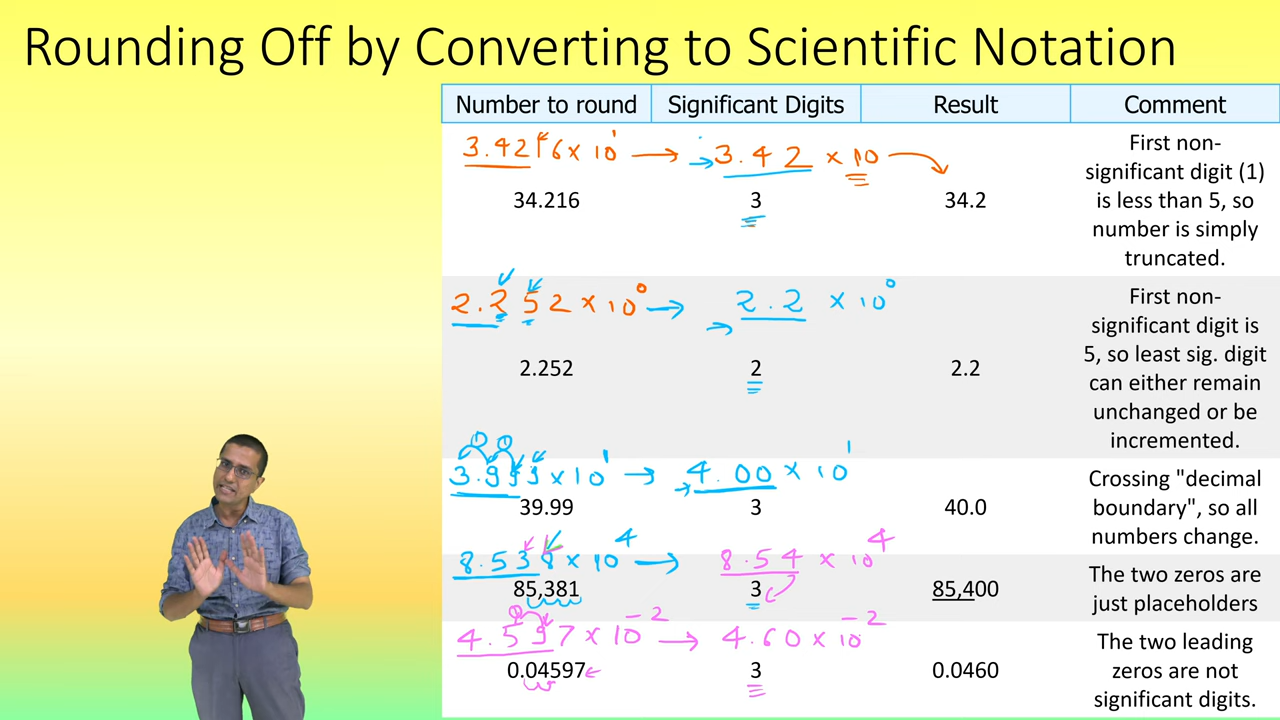 Rounding Off by Converting to Scientific Notation
Number to round Significant Digits Result Comment
3.4216 × 10¹ → 3.42 × 10
34.216 3 34.2
First non-
significant digit (1)
is less than 5, so
number is simply
truncated.
2.252 × 10⁰ → 2.2 × 10⁰
2.252 2 2.2
First non-
significant digit is
5, so least sig. digit
can either remain
unchanged or be
incremented.
3.999 × 10¹ → 4.00 × 10¹
39.99 3 40.0
Crossing "decimal
boundary", so all
numbers change.
8.538 × 10⁴ → 8.54 × 10⁴
85,381 3 85,400
The two zeros are
just placeholders
4.597 × 10⁻² → 4.60 × 10⁻²
0.04597 3 0.0460
The two leading
zeros are not
significant digits.